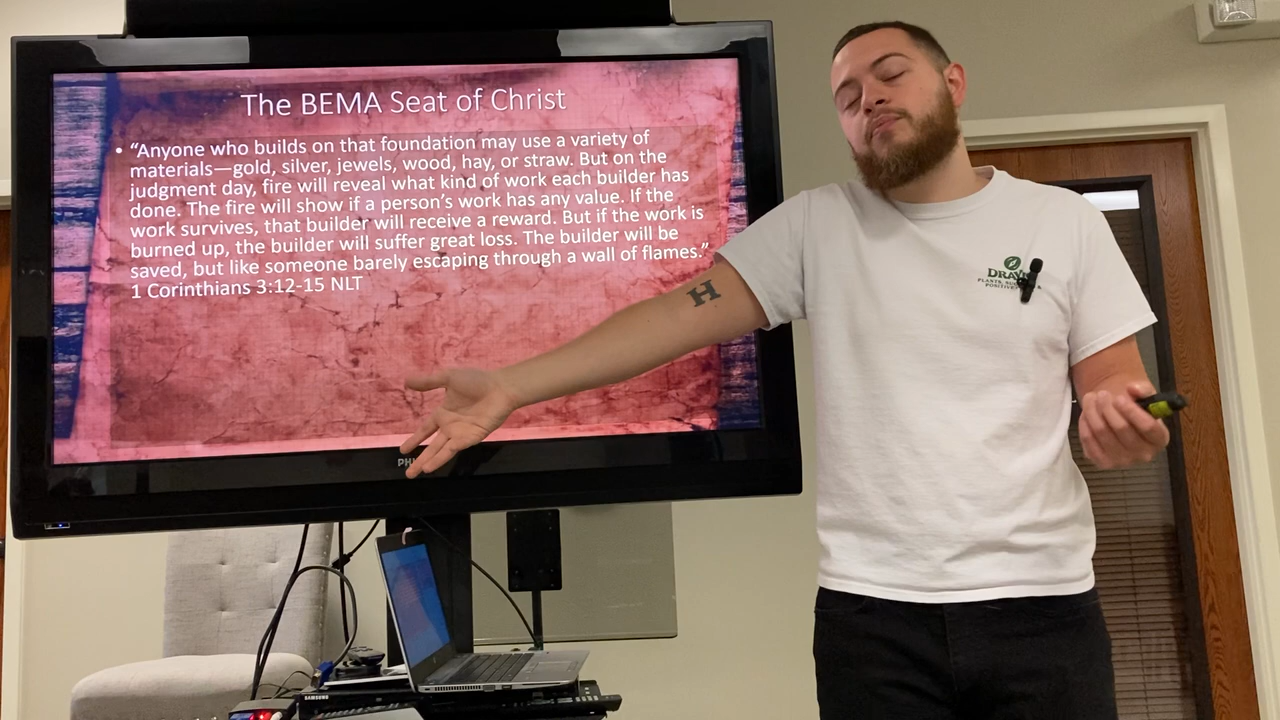 The BEMA Seat of Christ
• “Anyone who builds on that foundation may use a variety of
materials—gold, silver, jewels, wood, hay, or straw. But on the
judgment day, fire will reveal what kind of work each builder has
done. The fire will show if a person’s work has any value. If the
work survives, that builder will receive a reward. But if the work is
burned up, the builder will suffer great loss. The builder will be
saved, but like someone barely escaping through a wall of flames.”
1 Corinthians 3:12-15 NLT
H
PLANTS,
SAMSUNG